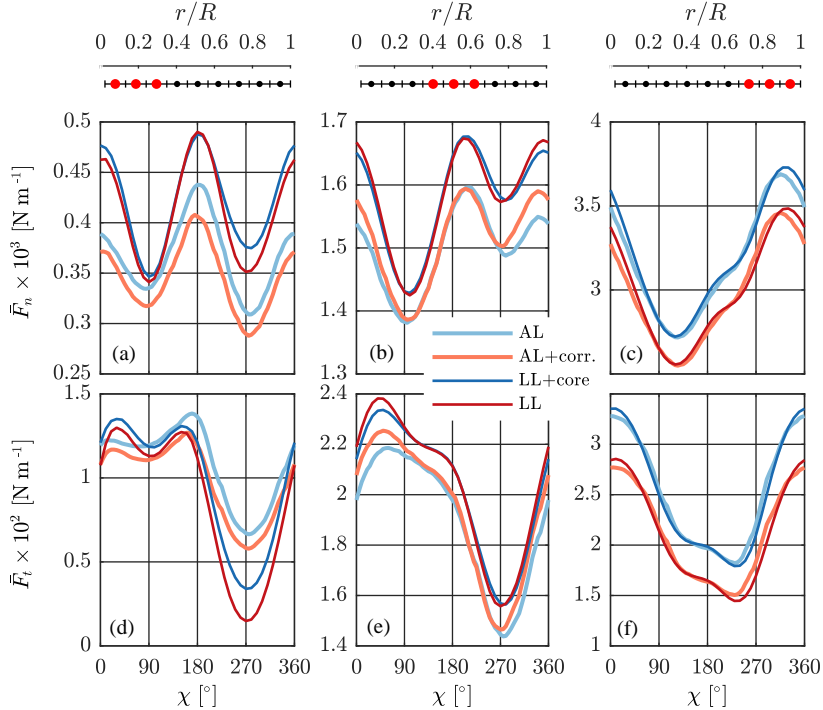 r/R r/R r/R
0 0.2 0.4 0.6 0.8 1 0 0.2 0.4 0.6 0.8 1 0 0.2 0.4 0.6 0.8 1
F̄̄ₙ × 10³ [N m⁻¹]
0.5
0.45
0.4
0.35
0.3
0.25
(a)
1.7
1.6
1.5
1.4
1.3
(b)
4
3.5
3
(c)
AL
AL+corr.
LL+core
LL
F̄̄ₜ × 10² [N m⁻¹]
1.5
1
0.5
0
(d)
2.4
2.2
2
1.8
1.6
1.4
(e)
3.5
3
2.5
2
1.5
1
(f)
0 90 180 270 360 0 90 180 270 360 0 90 180 270 360
χ [°] χ [°] χ [°]